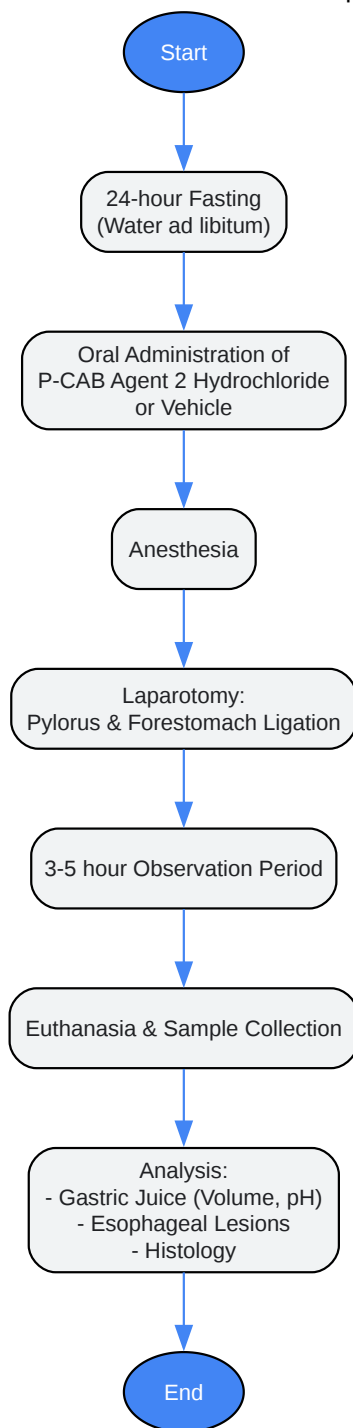 Start
24-hour Fasting
(Water ad libitum)
Oral Administration of
P-CAB Agent 2 Hydrochloride
or Vehicle
Anesthesia
Laparotomy:
Pylorus & Forestomach Ligation
3-5 hour Observation Period
Euthanasia & Sample Collection
Analysis:
- Gastric Juice (Volume, pH)
- Esophageal Lesions
- Histology
End